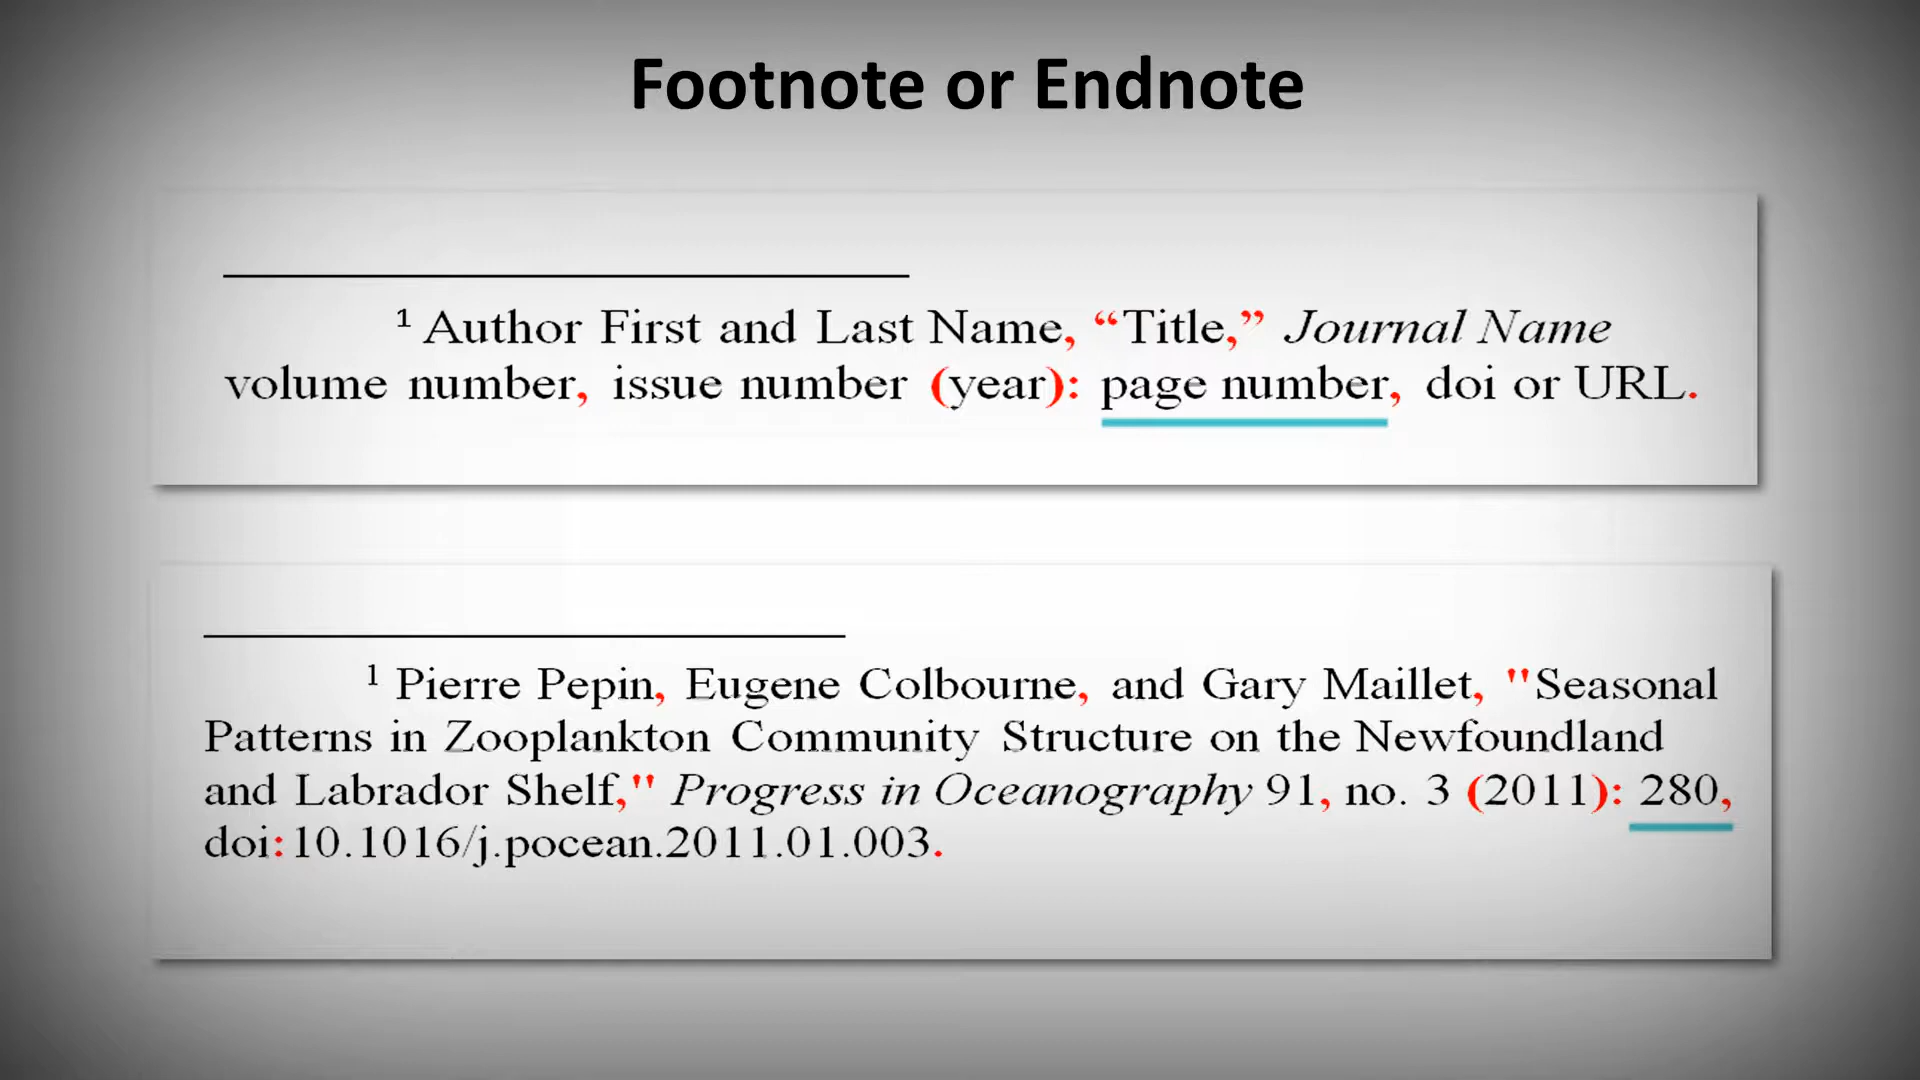 Footnote or Endnote
¹ Author First and Last Name, “Title,” Journal Name
volume number, issue number (year): page number, doi or URL.
¹ Pierre Pepin, Eugene Colbourne, and Gary Maillet, "Seasonal
Patterns in Zooplankton Community Structure on the Newfoundland
and Labrador Shelf," Progress in Oceanography 91, no. 3 (2011): 280,
doi:10.1016/j.pocean.2011.01.003.